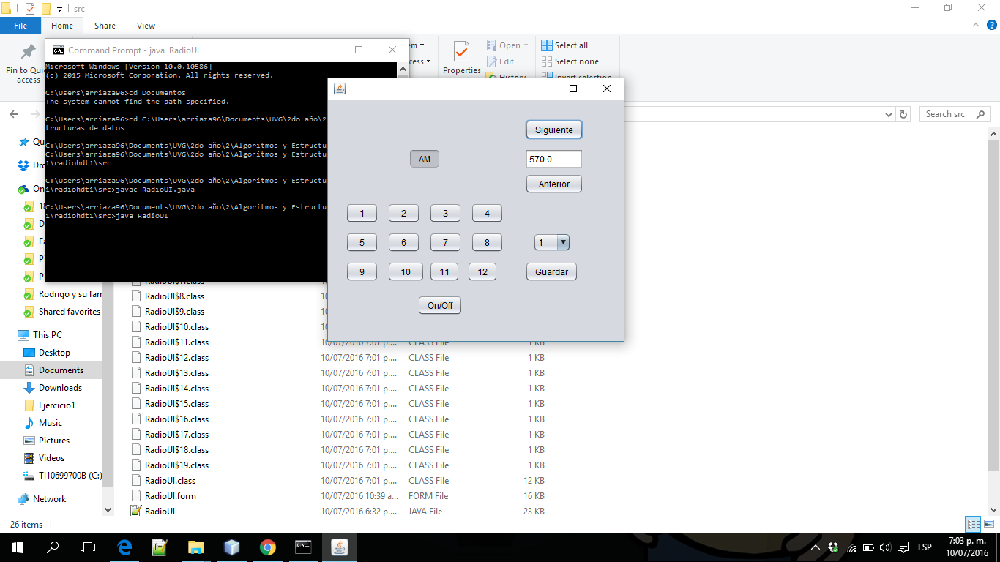 src
File Home Share View
Command Prompt - java RadioUI
Open
Select all
Edit
Select none
History
Invert selection
Pin to Quick access
Properties
Microsoft Windows [Version 10.0.10586]
(c) 2015 Microsoft Corporation. All rights reserved.
C:\Users\arriaza96>cd Documentos
The system cannot find the path specified.
C:\Users\arriaza96>cd C:\Users\arriaza96\Documents\UVG\2do año\2
tructuras de datos
C:\Users\arriaza96\Documents\UVG\2do año\2\Algoritmos y Estructu
C:\Users\arriaza96\Documents\UVG\2do año\2\Algoritmos y Estructu
1\radiohdt1\src
C:\Users\arriaza96\Documents\UVG\2do año\2\Algoritmos y Estructu
1\radiohdt1\src>javac RadioUI.java
C:\Users\arriaza96\Documents\UVG\2do año\2\Algoritmos y Estructu
1\radiohdt1\src>java RadioUI
Search src
Siguiente
AM 570.0
Anterior
1 2 3 4
5 6 7 8 1
9 10 11 12 Guardar
On/Off
Rodrigo y su fam
Shared favorites
This PC
Desktop
Documents
Downloads
Ejercicio1
Music
Pictures
Videos
TI10699700B (C:)
Network
RadioUI$7.class
RadioUI$8.class
RadioUI$9.class
RadioUI$10.class
RadioUI$11.class 10/07/2016 7:01 p.... CLASS File 1 KB
RadioUI$12.class 10/07/2016 7:01 p.... CLASS File 1 KB
RadioUI$13.class 10/07/2016 7:01 p.... CLASS File 1 KB
RadioUI$14.class 10/07/2016 7:01 p.... CLASS File 1 KB
RadioUI$15.class 10/07/2016 7:01 p.... CLASS File 1 KB
RadioUI$16.class 10/07/2016 7:01 p.... CLASS File 1 KB
RadioUI$17.class 10/07/2016 7:01 p.... CLASS File 1 KB
RadioUI$18.class 10/07/2016 7:01 p.... CLASS File 1 KB
RadioUI$19.class 10/07/2016 7:01 p.... CLASS File 1 KB
RadioUI.class 10/07/2016 7:01 p.... CLASS File 12 KB
RadioUI.form 10/07/2016 10:39 a... FORM File 16 KB
RadioUI 10/07/2016 6:32 p.... JAVA File 23 KB
26 items
ESP
7:03 p. m.
10/07/2016